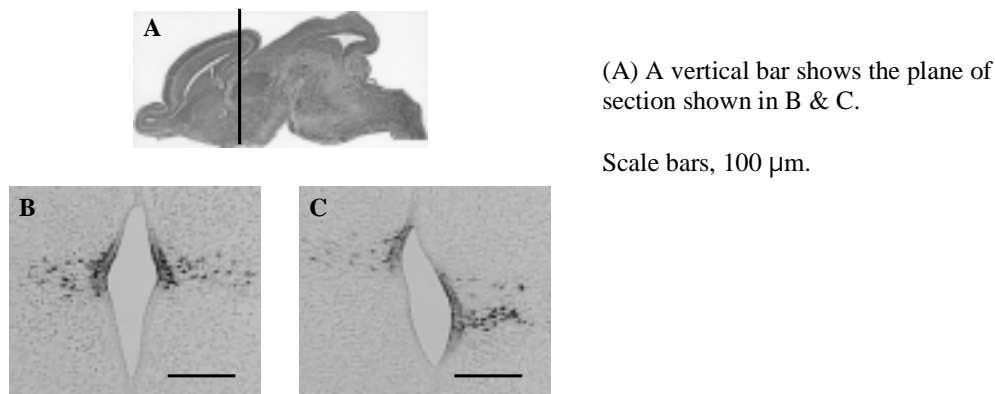 A
(A) A vertical bar shows the plane of
section shown in B & C.
Scale bars, 100 μm.
B
C